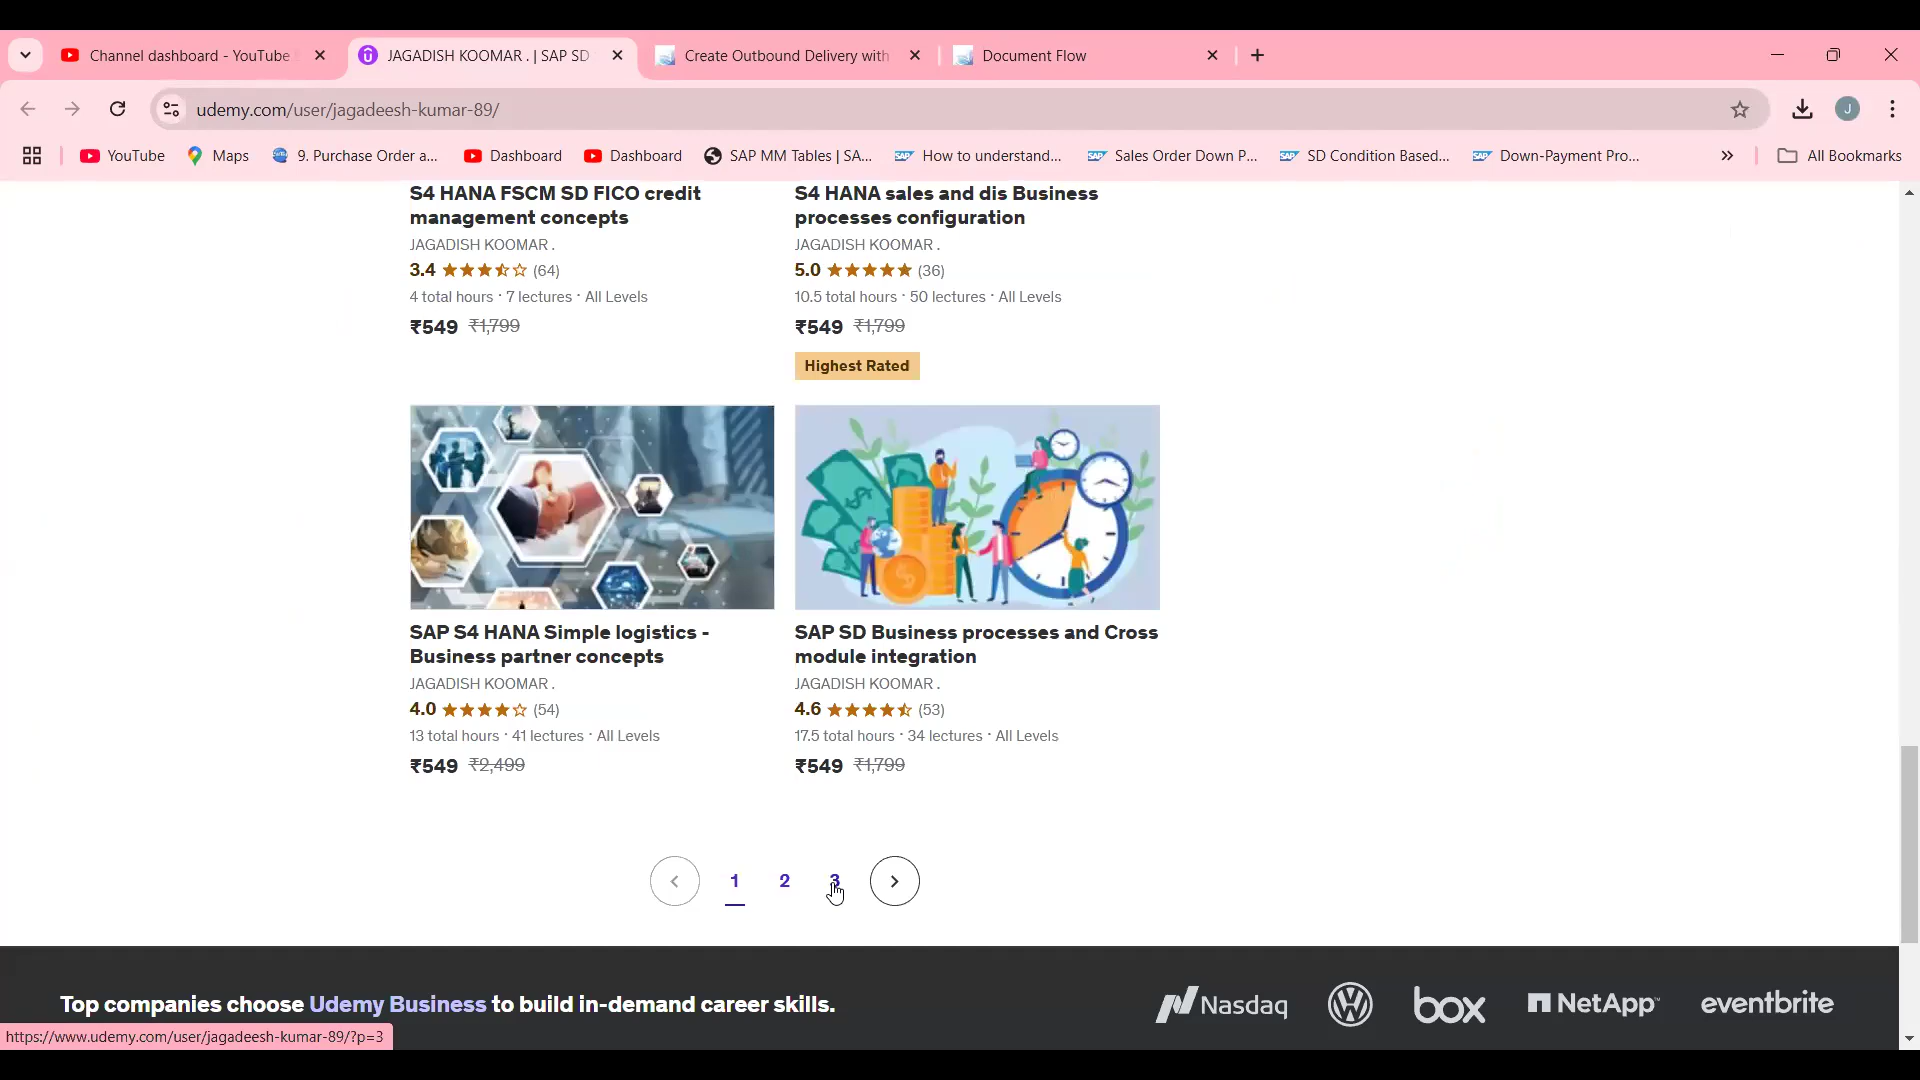 Channel dashboard - YouTube
JAGADISH KOOMAR . | SAP SD
Create Outbound Delivery with
Document Flow
udemy.com/user/jagadeesh-kumar-89/
J
YouTube
Maps
9. Purchase Order a...
Dashboard
Dashboard
SAP MM Tables | SA...
How to understand...
Sales Order Down P...
SD Condition Based...
Down-Payment Pro...
All Bookmarks
S4 HANA FSCM SD FICO credit
management concepts
JAGADISH KOOMAR .
3.4 (64)
4 total hours · 7 lectures · All Levels
₹549 ₹1,799
S4 HANA sales and dis Business
processes configuration
JAGADISH KOOMAR .
5.0 (36)
10.5 total hours · 50 lectures · All Levels
₹549 ₹1,799
Highest Rated
SAP S4 HANA Simple logistics -
Business partner concepts
JAGADISH KOOMAR .
4.0 (54)
13 total hours · 41 lectures · All Levels
₹549 ₹2,499
SAP SD Business processes and Cross
module integration
JAGADISH KOOMAR .
4.6 (53)
17.5 total hours · 34 lectures · All Levels
₹549 ₹1,799
1 2 3
Top companies choose Udemy Business to build in-demand career skills.
Nasdaq
box
NetApp
eventbrite
https://www.udemy.com/user/jagadeesh-kumar-89/?p=3